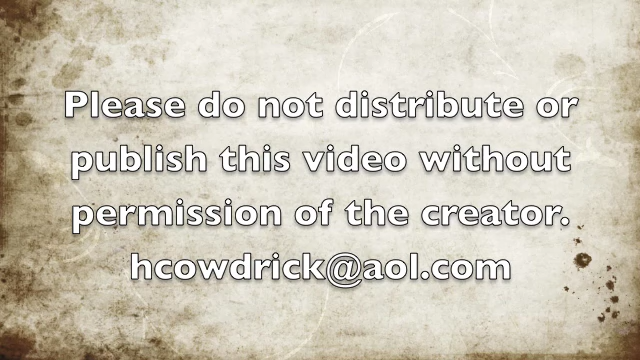 Please do not distribute or
publish this video without
permission of the creator.
hcowdrick@aol.com